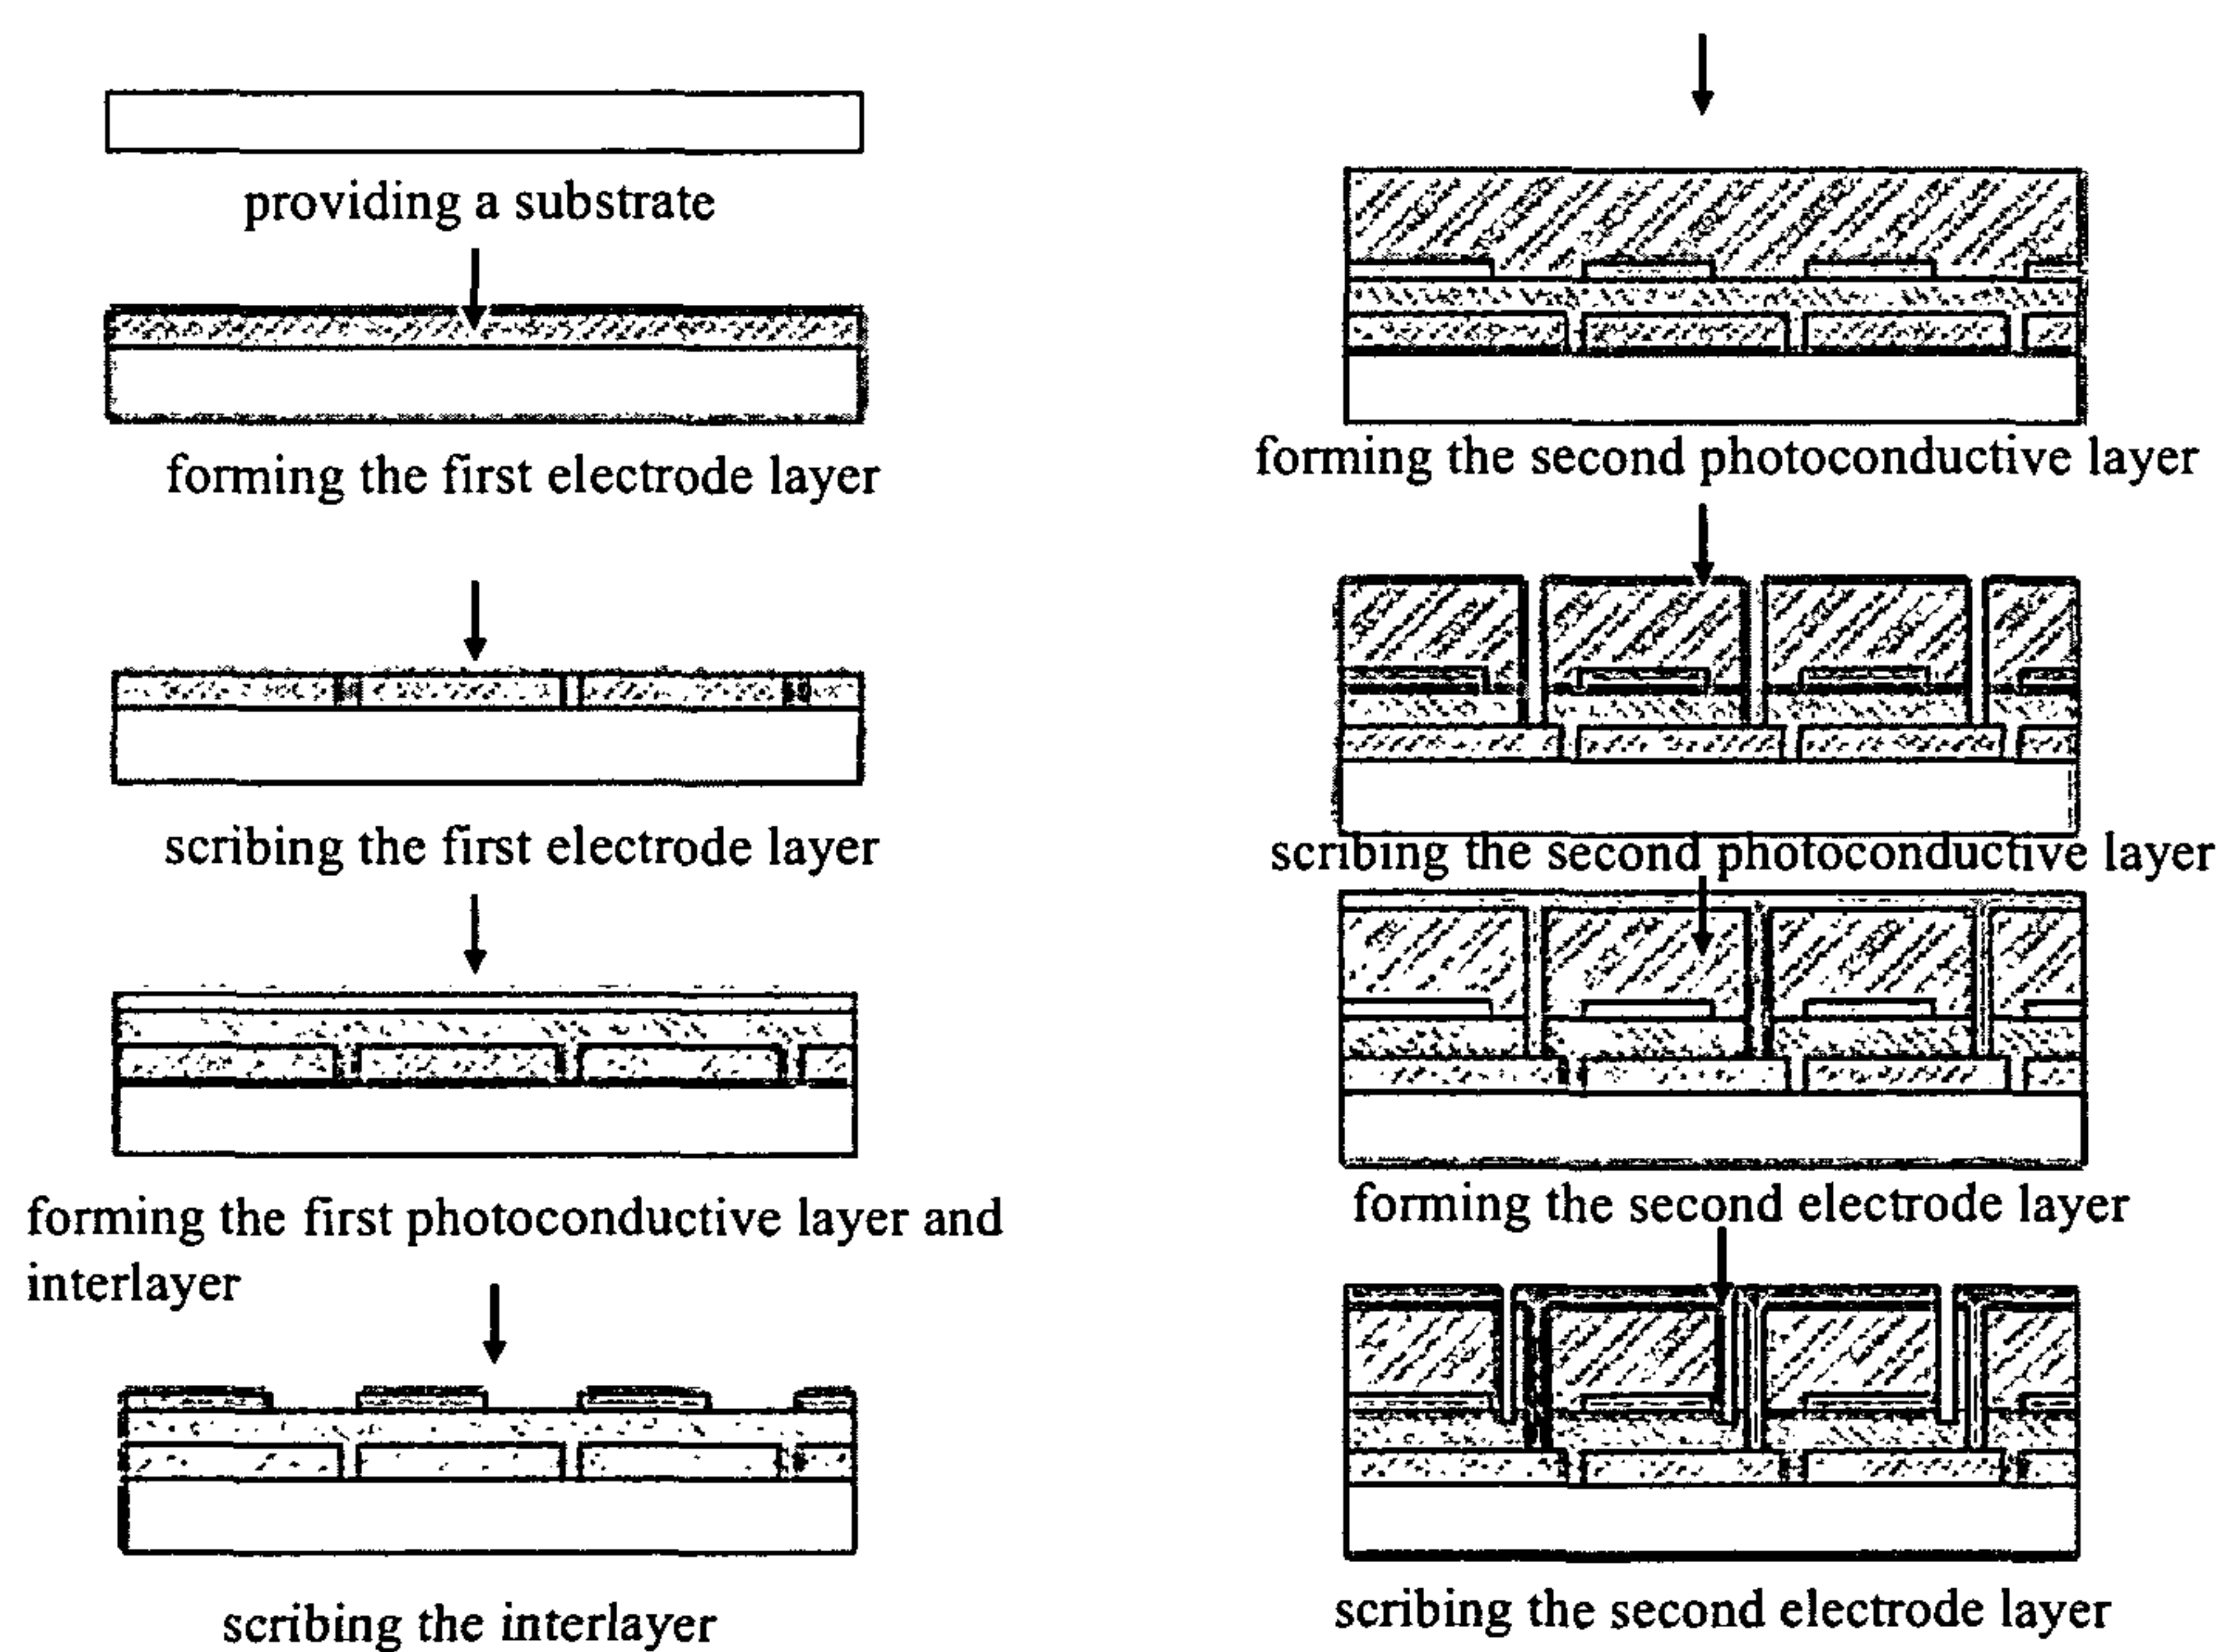 providing a substrate
forming the first electrode layer
scribing the first electrode layer
forming the first photoconductive layer and
interlayer
scribing the interlayer
forming the second photoconductive layer
scribing the second photoconductive layer
forming the second electrode layer
scribing the second electrode layer